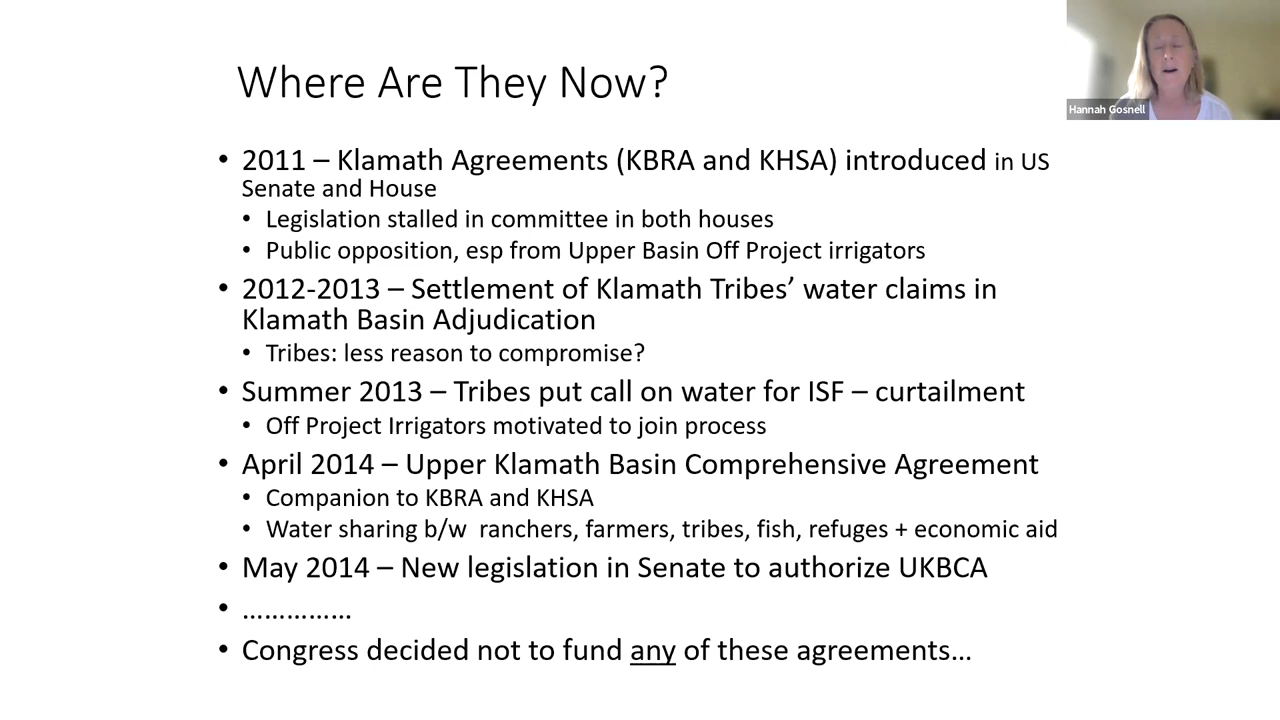 Where Are They Now?
Hannah Gosnell
• 2011 – Klamath Agreements (KBRA and KHSA) introduced in US
Senate and House
• Legislation stalled in committee in both houses
• Public opposition, esp from Upper Basin Off Project irrigators
• 2012-2013 – Settlement of Klamath Tribes’ water claims in
Klamath Basin Adjudication
• Tribes: less reason to compromise?
• Summer 2013 – Tribes put call on water for ISF – curtailment
• Off Project Irrigators motivated to join process
• April 2014 – Upper Klamath Basin Comprehensive Agreement
• Companion to KBRA and KHSA
• Water sharing b/w  ranchers, farmers, tribes, fish, refuges + economic aid
• May 2014 – New legislation in Senate to authorize UKBCA
• ……………
• Congress decided not to fund any of these agreements…